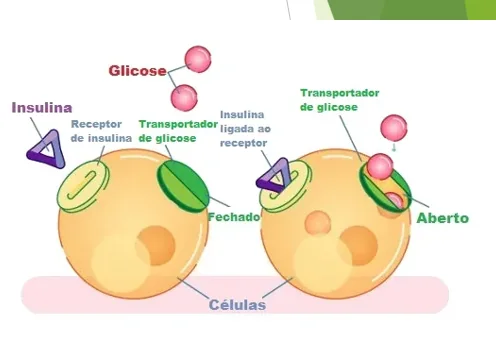 Glicose
Insulina
Receptor
de insulina
Transportador
de glicose
Insulina
ligada ao
receptor
Transportador
de glicose
Fechado
Aberto
Células